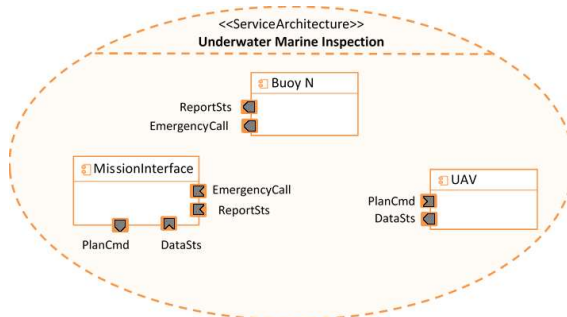 <<ServiceArchitecture>>
Underwater Marine Inspection
Buoy N
ReportSts
EmergencyCall
MissionInterface
EmergencyCall
ReportSts
PlanCmd
DataSts
UAV
PlanCmd
DataSts